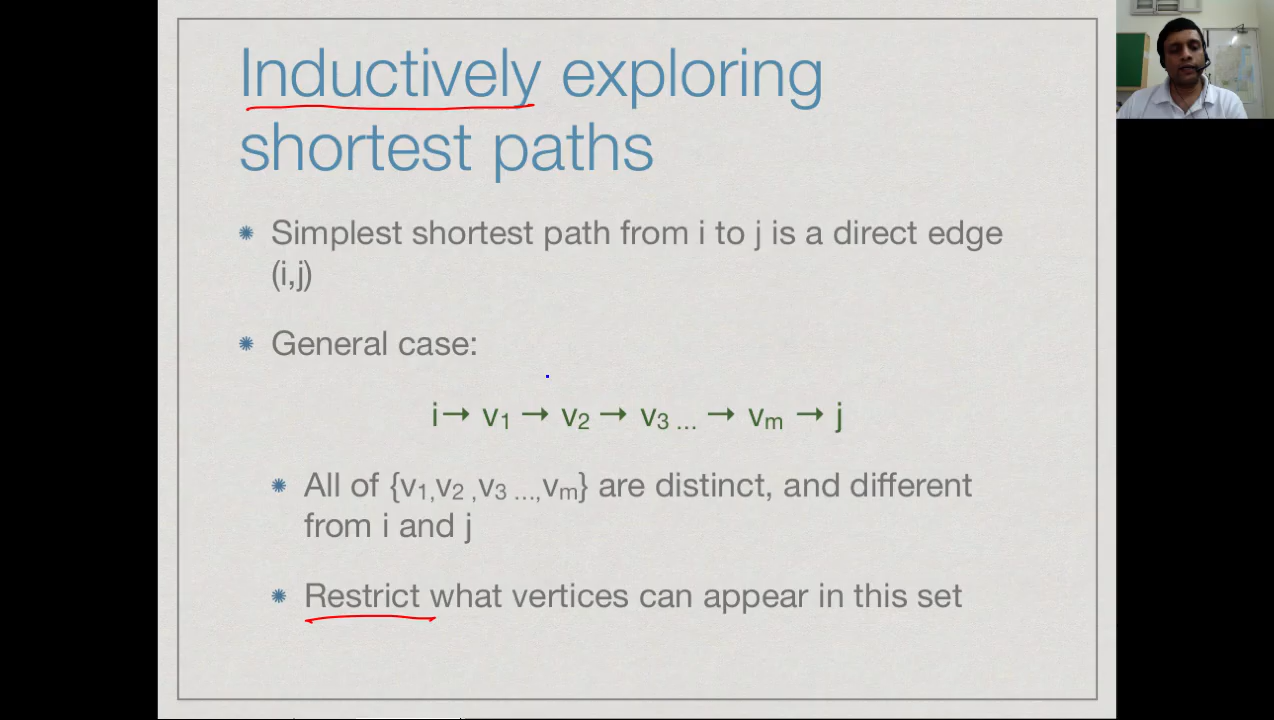 Inductively exploring
shortest paths
Simplest shortest path from i to j is a direct edge
(i,j)
General case:
i→ v₁ → v₂ → v₃ ... → vₘ → j
All of {v₁,v₂ ,v₃ ...,vₘ} are distinct, and different
from i and j
Restrict what vertices can appear in this set